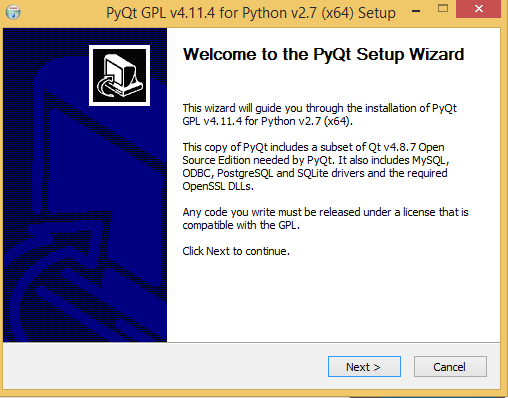 PyQt GPL v4.11.4 for Python v2.7 (x64) Setup
Welcome to the PyQt Setup Wizard
This wizard will guide you through the installation of PyQt
GPL v4.11.4 for Python v2.7 (x64).
This copy of PyQt includes a subset of Qt v4.8.7 Open
Source Edition needed by PyQt. It also includes MySQL,
ODBC, PostgreSQL and SQLite drivers and the required
OpenSSL DLLs.
Any code you write must be released under a license that is
compatible with the GPL.
Click Next to continue.
Next >
Cancel